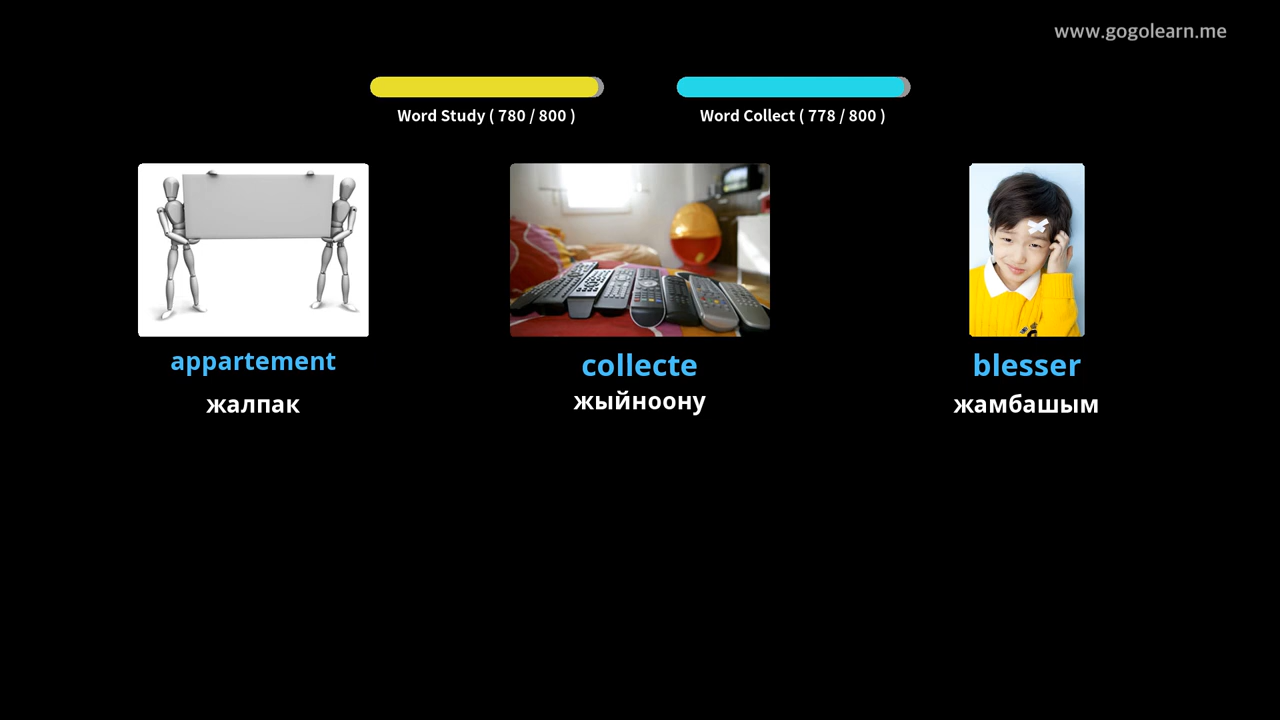 www.gogolearn.me
Word Study ( 780 / 800 )
Word Collect ( 778 / 800 )
appartement
жалпак
collecte
жыйноону
blesser
жамбашым